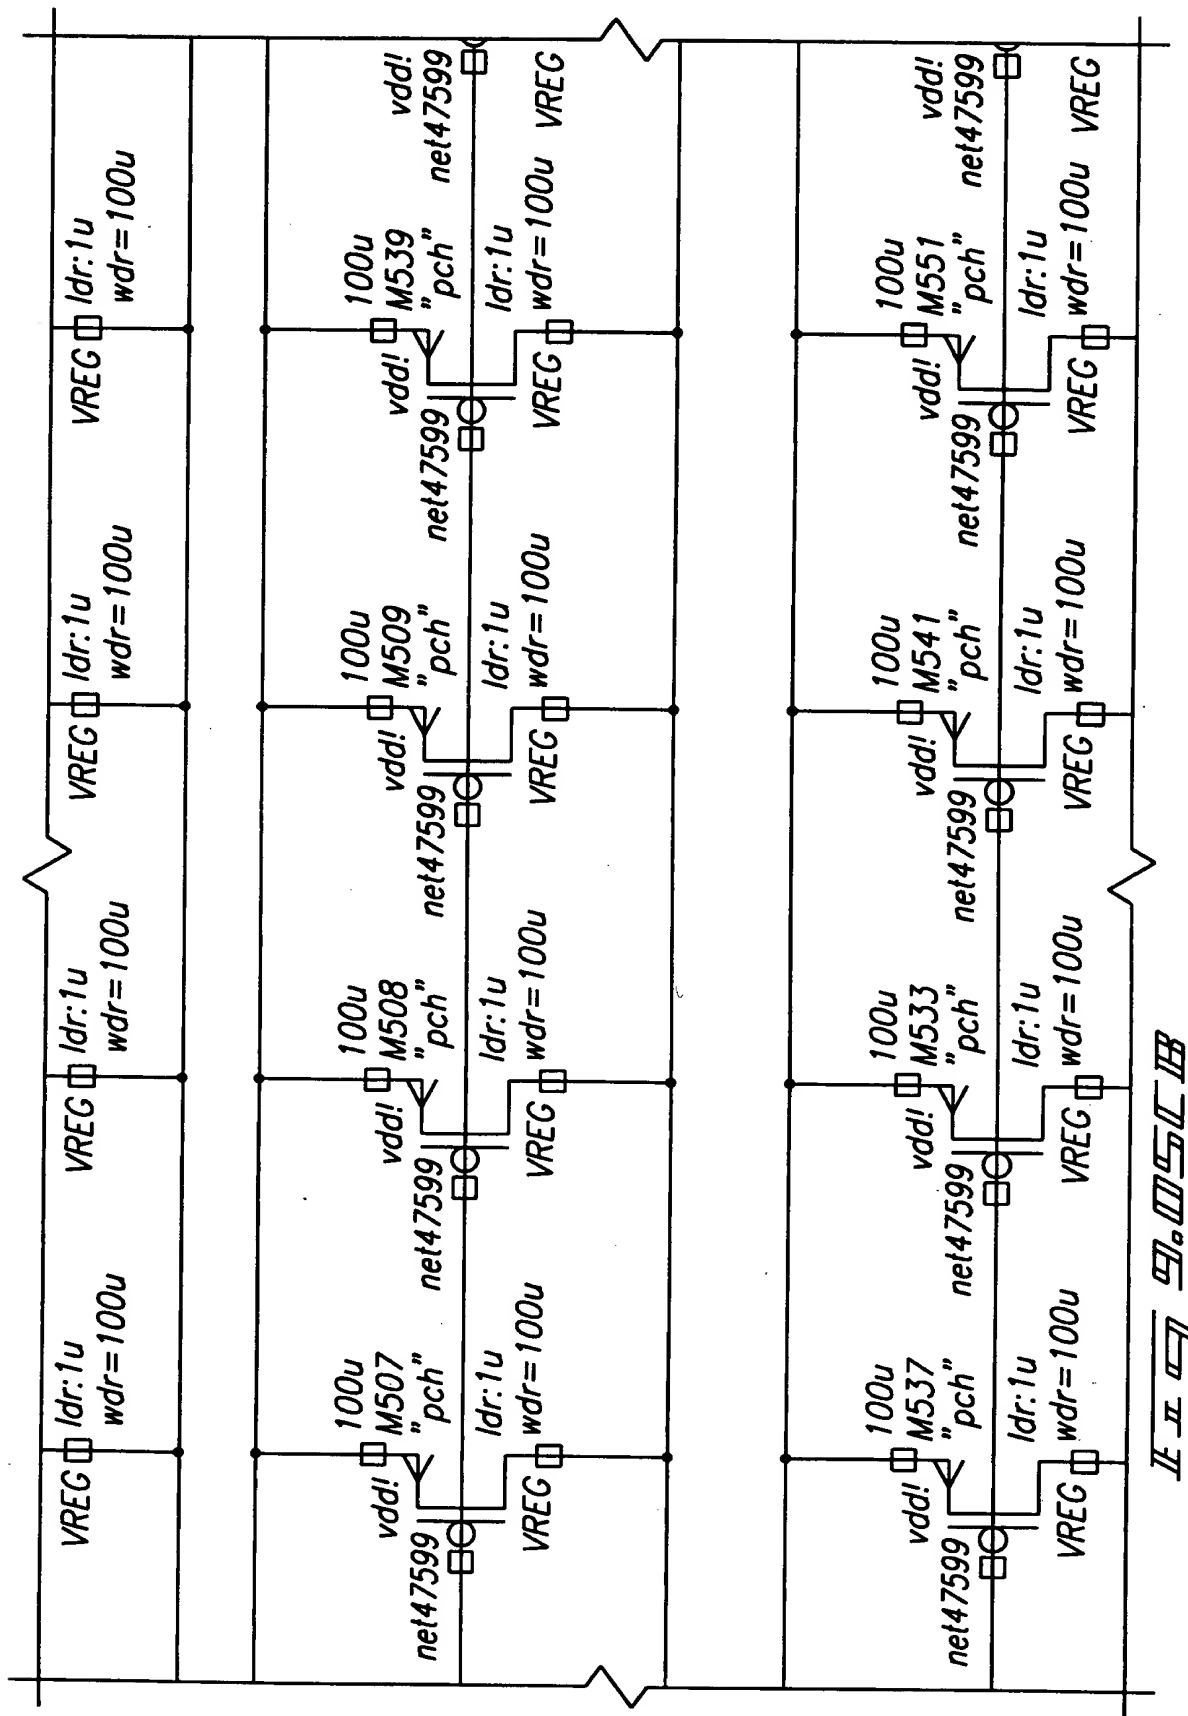 VREG ldr:1u
wdr=100u
VREG ldr:1u
wdr=100u
VREG ldr:1u
wdr=100u
VREG ldr:1u
wdr=100u
100u
M507
vdd! "pch"
net47599
ldr:1u
VREG wdr=100u
100u
M508
vdd! "pch"
net47599
ldr:1u
VREG wdr=100u
100u
M509
vdd! "pch"
net47599
ldr:1u
VREG wdr=100u
100u
M539
vdd! "pch"
net47599
ldr:1u
VREG wdr=100u
vdd!
net47599
VREG
100u
M537
vdd! "pch"
net47599
ldr:1u
VREG wdr=100u
100u
M533
vdd! "pch"
net47599
ldr:1u
VREG wdr=100u
100u
M541
vdd! "pch"
net47599
ldr:1u
VREG wdr=100u
100u
M551
vdd! "pch"
net47599
ldr:1u
VREG wdr=100u
vdd!
net47599
VREG
FIG 9.05CB